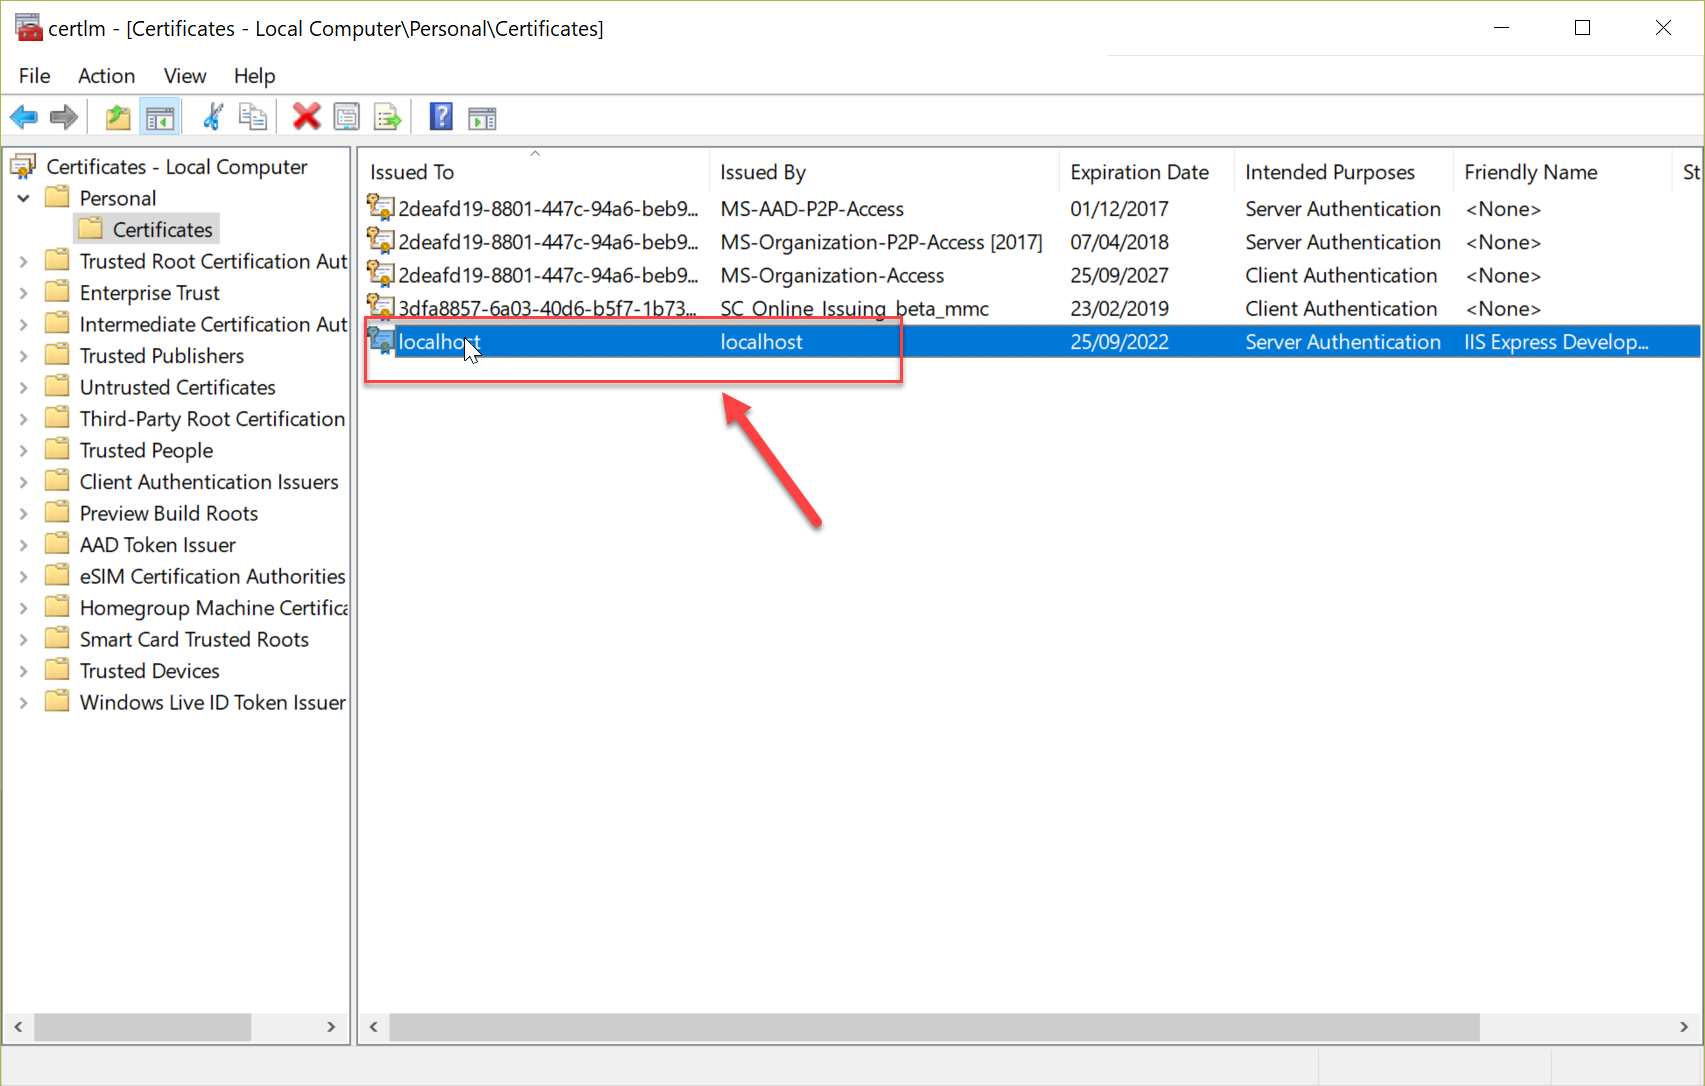 certlm - [Certificates - Local Computer\Personal\Certificates]
File Action View Help
Certificates - Local Computer
Personal
Certificates
Trusted Root Certification Aut
Enterprise Trust
Intermediate Certification Aut
Trusted Publishers
Untrusted Certificates
Third-Party Root Certification
Trusted People
Client Authentication Issuers
Preview Build Roots
AAD Token Issuer
eSIM Certification Authorities
Homegroup Machine Certifica
Smart Card Trusted Roots
Trusted Devices
Windows Live ID Token Issuer
Issued To Issued By Expiration Date Intended Purposes Friendly Name St
2deafd19-8801-447c-94a6-beb9... MS-AAD-P2P-Access 01/12/2017 Server Authentication <None>
2deafd19-8801-447c-94a6-beb9... MS-Organization-P2P-Access [2017] 07/04/2018 Server Authentication <None>
2deafd19-8801-447c-94a6-beb9... MS-Organization-Access 25/09/2027 Client Authentication <None>
3dfa8857-6a03-40d6-b5f7-1b73... SC_Online_Issuing_beta_mmc 23/02/2019 Client Authentication <None>
localhost localhost 25/09/2022 Server Authentication IIS Express Develop...